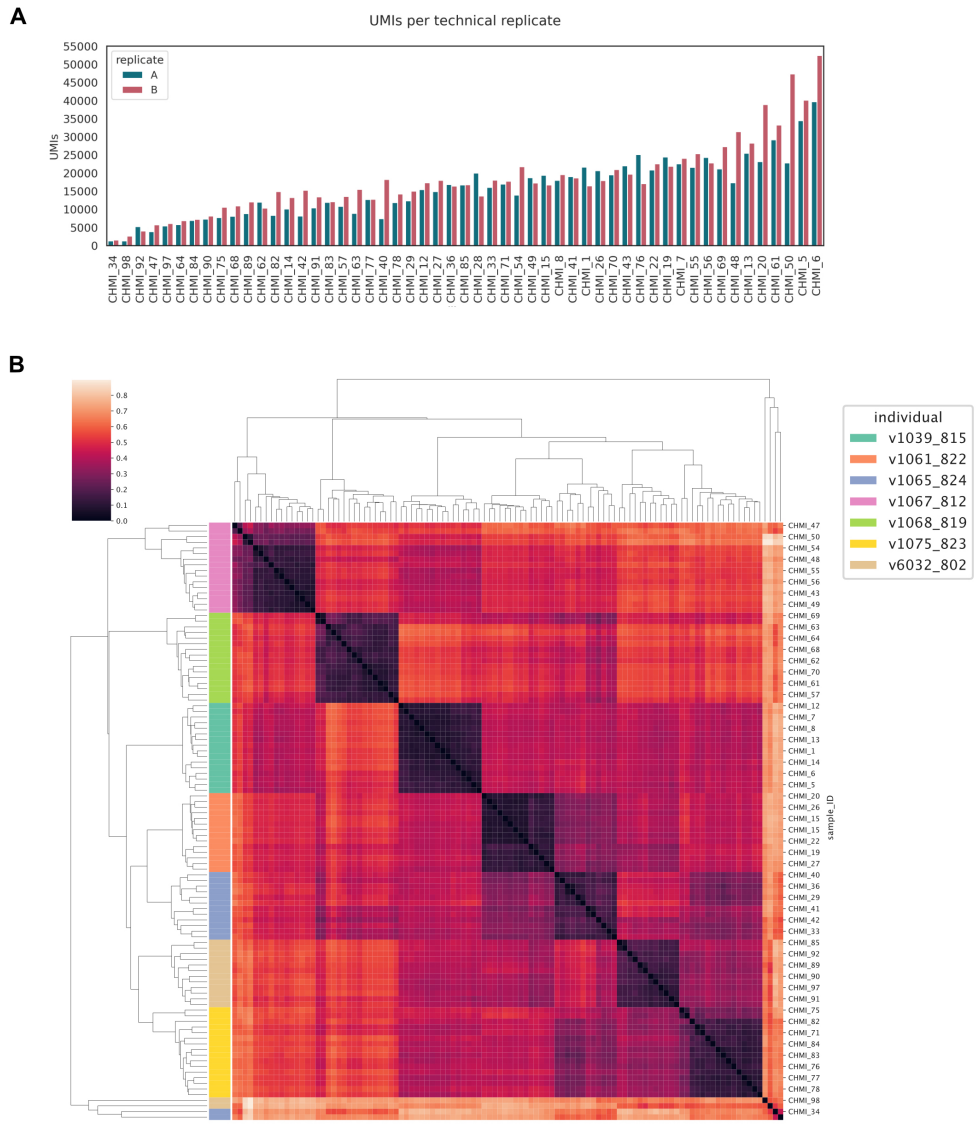 A
UMIs per technical replicate
55000
50000
45000
40000
35000
30000
25000
20000
15000
10000
5000
0
UMIs
replicate
A
B
CHMI_34
CHMI_98
CHMI_92
CHMI_47
CHMI_97
CHMI_64
CHMI_84
CHMI_90
CHMI_75
CHMI_68
CHMI_89
CHMI_62
CHMI_82
CHMI_14
CHMI_42
CHMI_91
CHMI_83
CHMI_57
CHMI_63
CHMI_77
CHMI_40
CHMI_78
CHMI_29
CHMI_12
CHMI_27
CHMI_36
CHMI_85
CHMI_28
CHMI_33
CHMI_71
CHMI_54
CHMI_49
CHMI_15
CHMI_8
CHMI_41
CHMI_1
CHMI_26
CHMI_70
CHMI_43
CHMI_76
CHMI_22
CHMI_19
CHMI_7
CHMI_55
CHMI_56
CHMI_69
CHMI_48
CHMI_13
CHMI_20
CHMI_61
CHMI_50
CHMI_5
CHMI_6
B
0.8
0.7
0.6
0.5
0.4
0.3
0.2
0.1
0.0
individual
v1039_815
v1061_822
v1065_824
v1067_812
v1068_819
v1075_823
v6032_802
CHMI_47
CHMI_50
CHMI_54
CHMI_48
CHMI_55
CHMI_56
CHMI_43
CHMI_49
CHMI_69
CHMI_63
CHMI_64
CHMI_68
CHMI_62
CHMI_70
CHMI_61
CHMI_57
CHMI_12
CHMI_7
CHMI_8
CHMI_13
CHMI_1
CHMI_14
CHMI_6
CHMI_5
CHMI_20
CHMI_26
CHMI_15
CHMI_15
CHMI_22
CHMI_19
CHMI_27
CHMI_40
CHMI_36
CHMI_29
CHMI_41
CHMI_42
CHMI_33
CHMI_85
CHMI_92
CHMI_89
CHMI_90
CHMI_97
CHMI_91
CHMI_75
CHMI_82
CHMI_71
CHMI_84
CHMI_83
CHMI_76
CHMI_77
CHMI_78
CHMI_98
CHMI_34
sample_ID